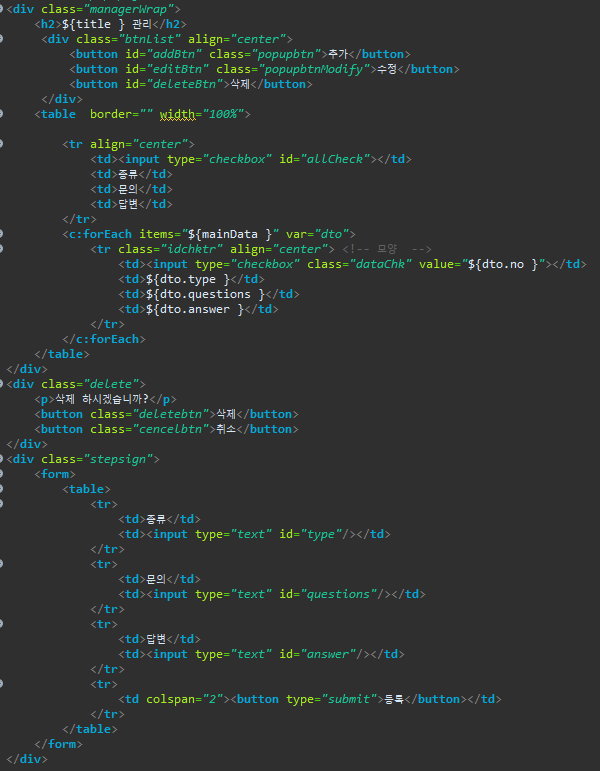 <div class="managerWrap">
<h2>${title } 관리</h2>
<div class="btnList" align="center">
<button id="addBtn" class="popupbtn">추가</button>
<button id="editBtn" class="popupbtnModify">수정</button>
<button id="deleteBtn">삭제</button>
</div>
<table  border="" width="100%">
<tr align="center">
<td><input type="checkbox" id="allCheck"></td>
<td>종류</td>
<td>문의</td>
<td>답변</td>
</tr>
<c:forEach items="${mainData }" var="dto">
<tr class="idchktr" align="center"> <!-- 모양  -->
<td><input type="checkbox" class="dataChk" value="${dto.no }"></td>
<td>${dto.type }</td>
<td>${dto.questions }</td>
<td>${dto.answer }</td>
</tr>
</c:forEach>
</table>
</div>
<div class="delete">
<p>삭제 하시겠습니까?</p>
<button class="deletebtn">삭제</button>
<button class="cencelbtn">취소</button>
</div>
<div class="stepsign">
<form>
<table>
<tr>
<td>종류</td>
<td><input type="text" id="type"/></td>
</tr>
<tr>
<td>문의</td>
<td><input type="text" id="questions"/></td>
</tr>
<tr>
<td>답변</td>
<td><input type="text" id="answer"/></td>
</tr>
<tr>
<td colspan="2"><button type="submit">등록</button></td>
</tr>
</table>
</form>
</div>